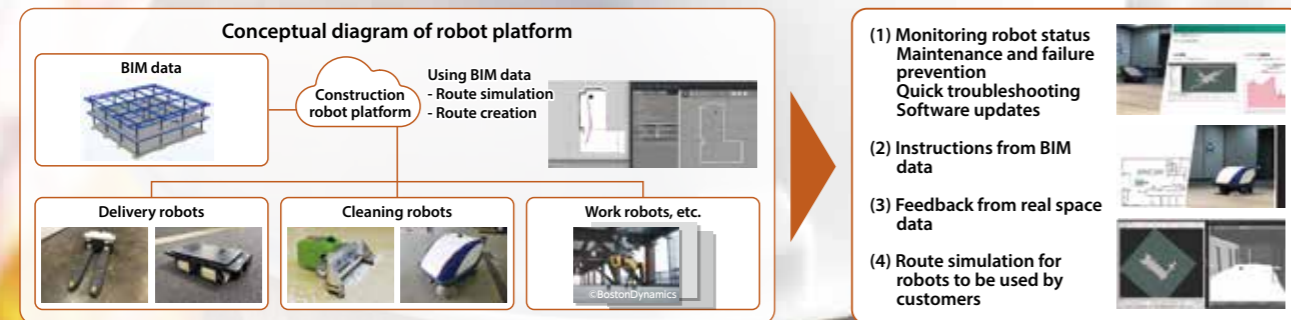 Conceptual diagram of robot platform
BIM data
Construction
robot platform
Using BIM data
- Route simulation
- Route creation
Delivery robots
Cleaning robots
Work robots, etc.
©BostonDynamics
(1) Monitoring robot status
Maintenance and failure
prevention
Quick troubleshooting
Software updates
(2) Instructions from BIM
data
(3) Feedback from real space
data
(4) Route simulation for
robots to be used by
customers